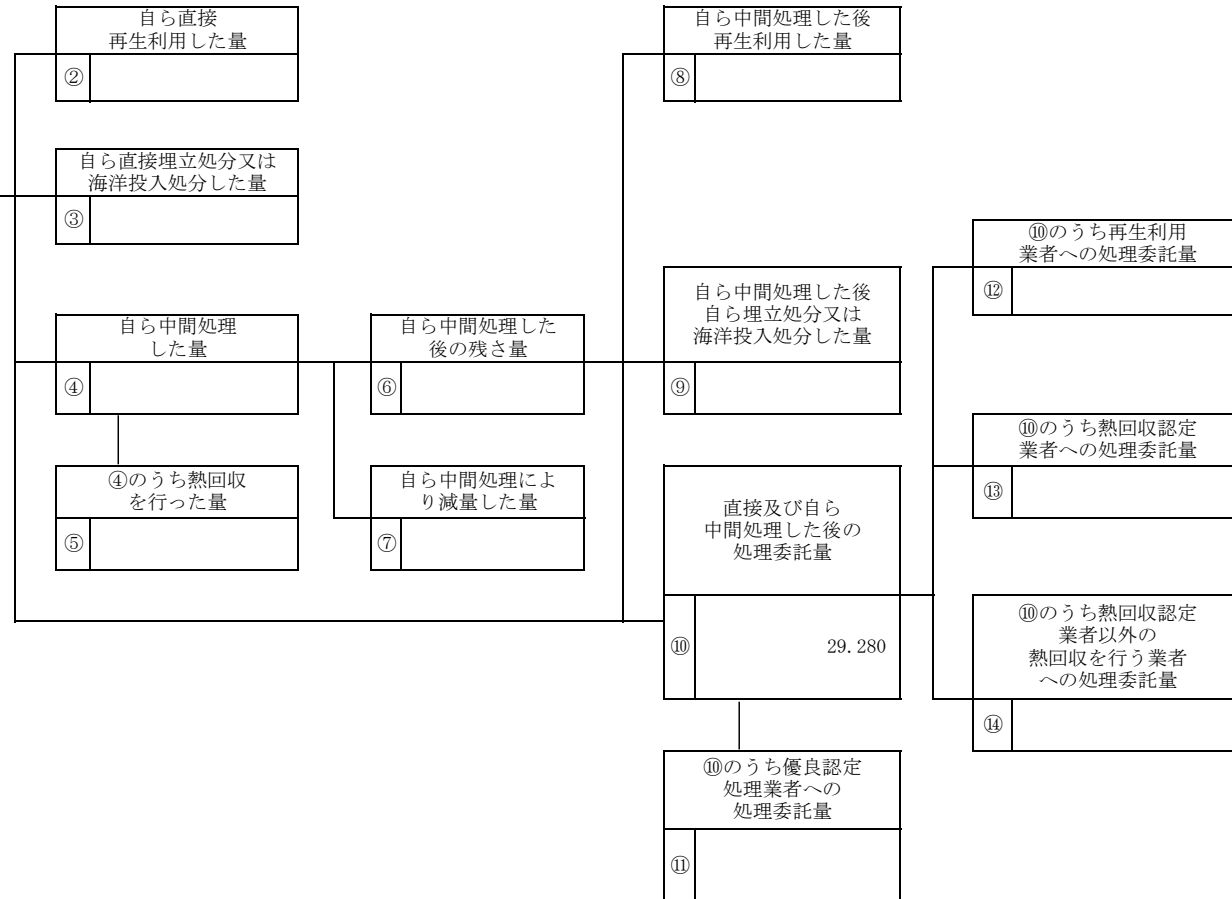 自ら直接
再生利用した量
②
自ら中間処理した後
再生利用した量
⑧
自ら直接埋立処分又は
海洋投入処分した量
③
⑩のうち再生利用
業者への処理委託量
⑫
自ら中間処理した後
自ら埋立処分又は
海洋投入処分した量
⑨
自ら中間処理
した量
④
自ら中間処理した
後の残さ量
⑥
⑩のうち熱回収認定
業者への処理委託量
⑬
④のうち熱回収
を行った量
⑤
自ら中間処理によ
り減量した量
⑦
直接及び自ら
中間処理した後の
処理委託量
⑩ 29.280
⑩のうち熱回収認定
業者以外の
熱回収を行う業者
への処理委託量
⑭
⑩のうち優良認定
処理業者への
処理委託量
⑪